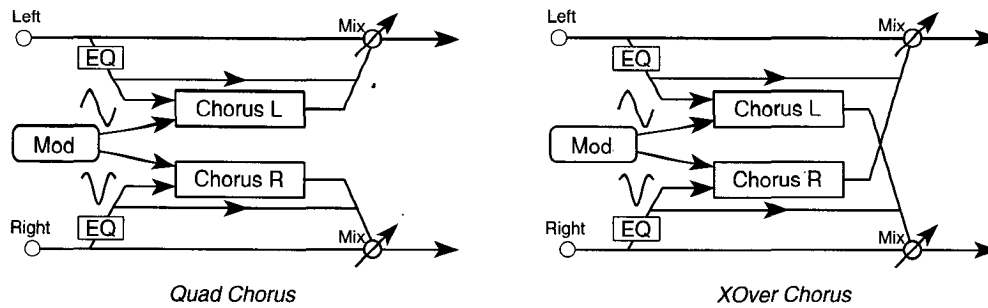 Left
Mix
EQ
Chorus L
Mod
Chorus R
EQ
Right
Mix
Quad Chorus
Left
Mix
EQ
Chorus L
Mod
Chorus R
EQ
Right
Mix
XOver Chorus